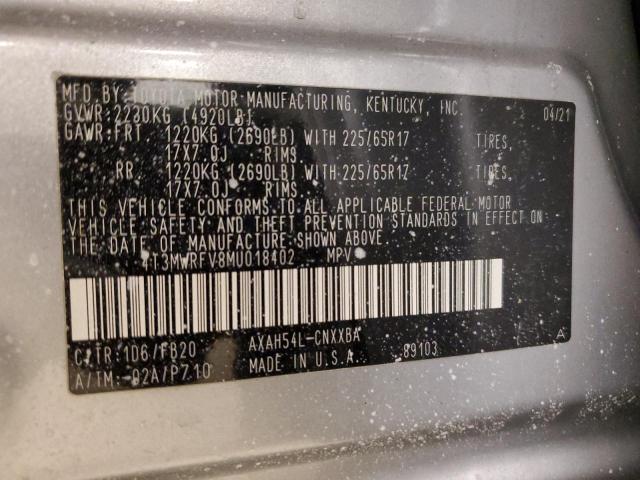 MFD. BY TOYOTA MOTOR MANUFACTURING, KENTUCKY, INC. 04/21
GVWR: 2230KG (4920LB)
GAWR: FRT 1220KG (2690LB) WITH 225/65R17 TIRES,
17X7.0J RIMS
RR 1220KG (2690LB) WITH 225/65R17 TIRES,
17X7.0J RIMS
THIS VEHICLE CONFORMS TO ALL APPLICABLE FEDERAL MOTOR
VEHICLE SAFETY AND THEFT PREVENTION STANDARDS IN EFFECT ON
THE DATE OF MANUFACTURE SHOWN ABOVE.
4T3MWRFV8MU018402 MPV
C/TR: 1D6/FB20 AXAH54L-CNXXBA A
A/TM: -02A/P710 MADE IN U.S.A. 89103